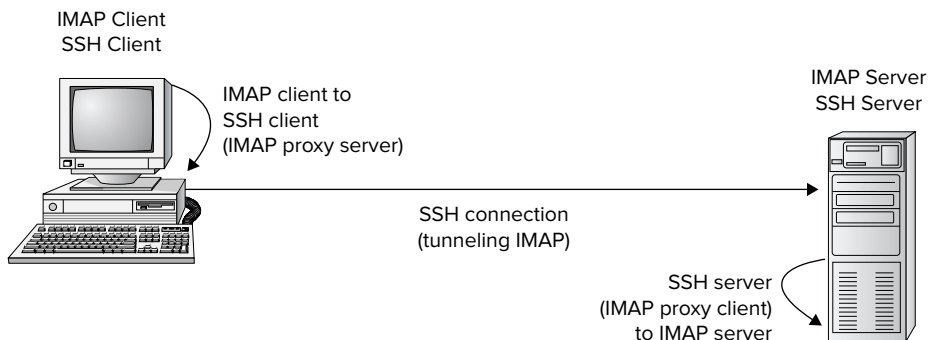 IMAP Client
SSH Client
IMAP client to
SSH client
(IMAP proxy server)
IMAP Server
SSH Server
SSH connection
(tunneling IMAP)
SSH server
(IMAP proxy client)
to IMAP server